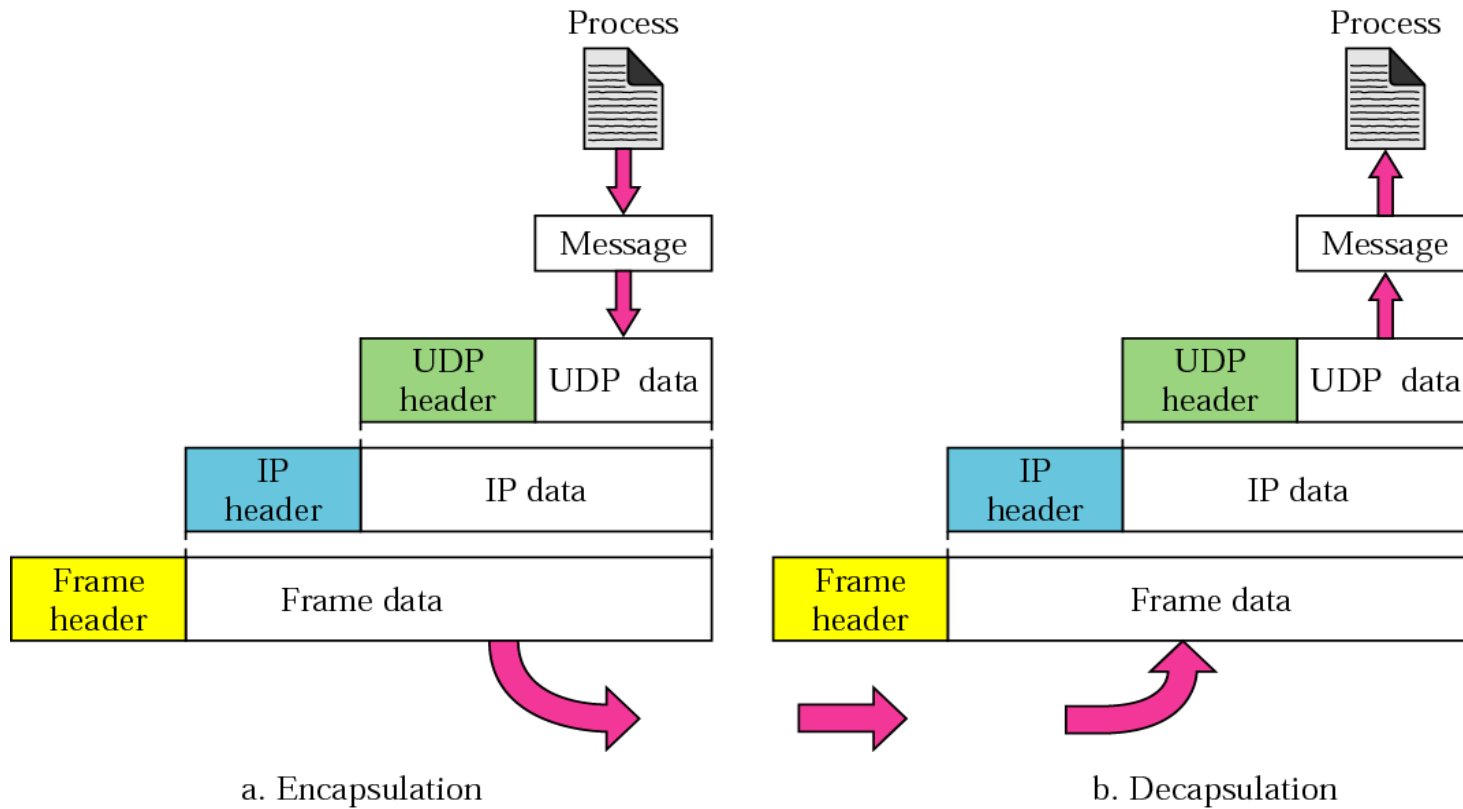 Process
Process
Message
Message
UDP
header
UDP data
UDP
header
UDP data
IP
header
IP data
IP
header
IP data
Frame
header
Frame data
Frame
header
Frame data
a. Encapsulation
b. Decapsulation